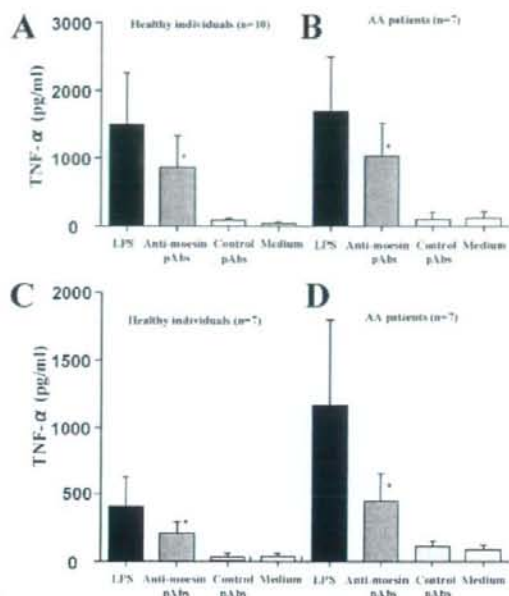 A
Healthy individuals (n=10)
B
AA patients (n=7)
TNF-α (pg/ml)
3000
2000
1000
0
LPS Anti-moesin pAbs Control pAbs Medium
LPS Anti-moesin pAbs Control pAbs Medium
*
*
C
Healthy individuals (n=7)
D
AA patients (n=7)
TNF-α (pg/ml)
2000
1500
1000
500
0
LPS Anti-moesin pAbs Control pAbs Medium
LPS Anti-moesin pAbs Control pAbs Medium
*
*